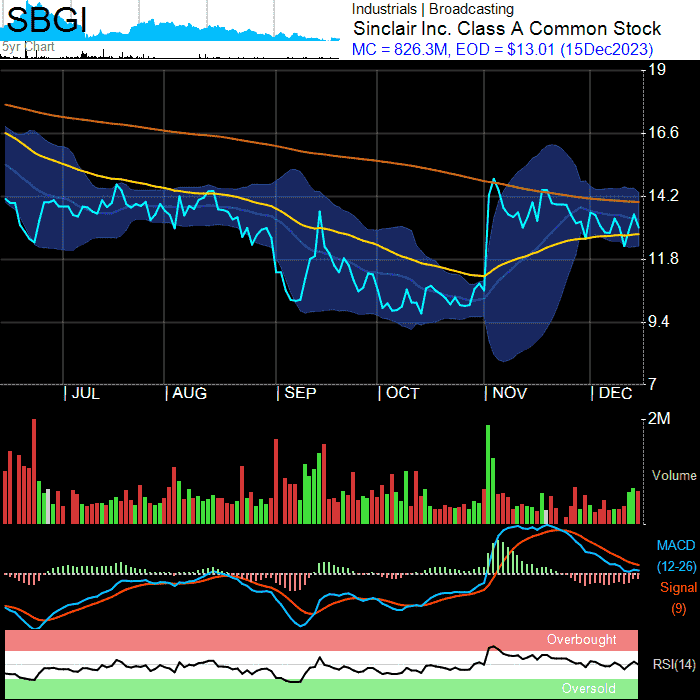 SBGI
5yr Chart
Industrials | Broadcasting
Sinclair Inc. Class A Common Stock
MC = 826.3M, EOD = $13.01 (15Dec2023)
19
16.6
14.2
11.8
9.4
7
| JUL | AUG | SEP | OCT | NOV | DEC
2M
Volume
MACD
(12-26)
Signal
(9)
Overbought
RSI(14)
Oversold